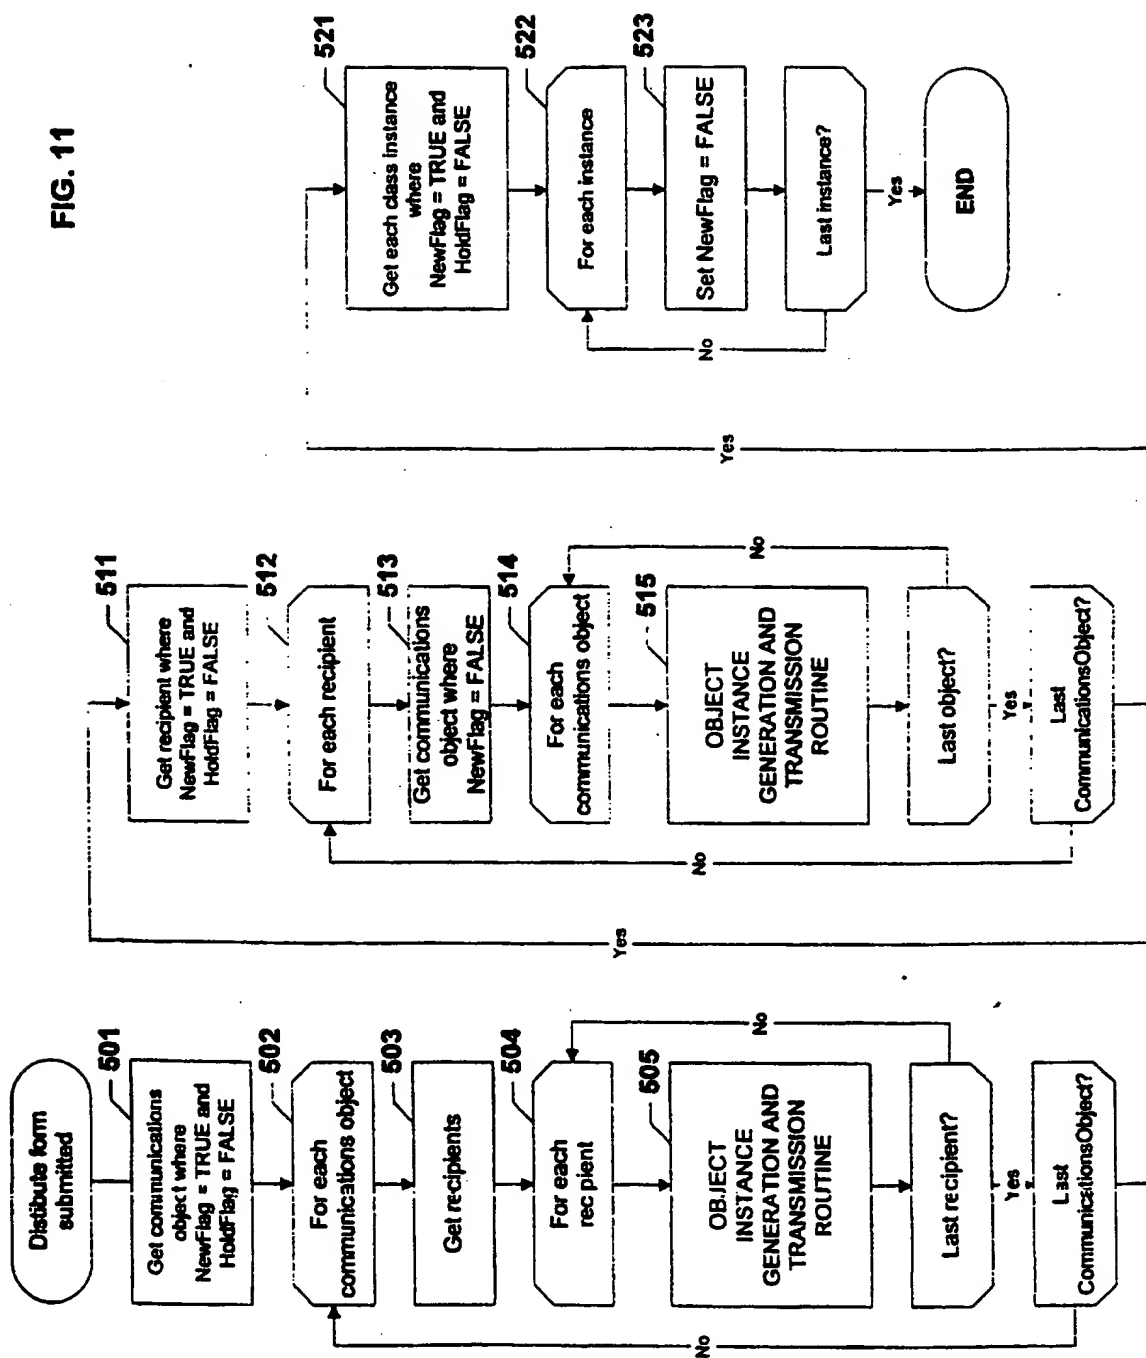 FIG. 11
Distibute form
submitted
501
Get communications
object where
NewFlag = TRUE and
HoldFlag = FALSE
502
For each
communications object
503
Get recipients
504
For each
rec pient
505
OBJECT
INSTANCE
GENERATION AND
TRANSMISSION
ROUTINE
No
Last recipient?
Yes
Last
CommunicationsObject?
No
Yes
511
Get recipient where
NewFlag = TRUE and
HoldFlag = FALSE
512
For each recipient
513
Get communications
object where
NewFlag = FALSE
514
For each
communications object
515
OBJECT
INSTANCE
GENERATION AND
TRANSMISSION
ROUTINE
No
Last object?
Yes
Last
CommunicationsObject?
No
Yes
521
Get each class instance
where
NewFlag = TRUE and
HoldFlag = FALSE
522
For each instance
523
Set NewFlag = FALSE
Last instance?
No
Yes
END